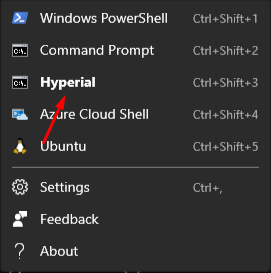 Windows PowerShell Ctrl+Shift+1
Command Prompt Ctrl+Shift+2
Hyperial Ctrl+Shift+3
Azure Cloud Shell Ctrl+Shift+4
Ubuntu Ctrl+Shift+5
Settings Ctrl+,
Feedback
About